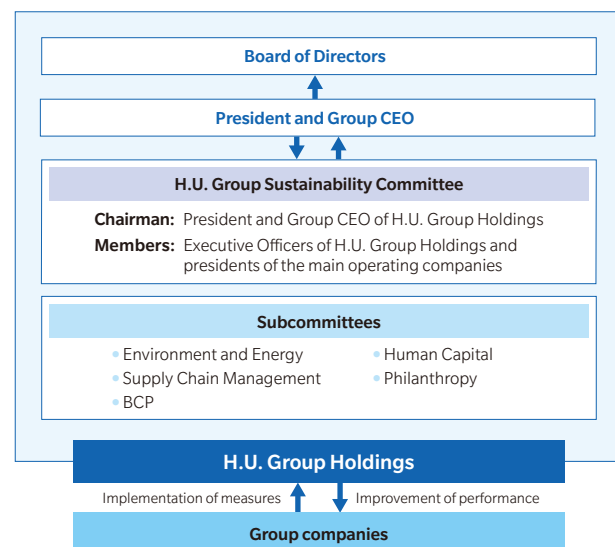 Board of Directors
President and Group CEO
H.U. Group Sustainability Committee
Chairman: President and Group CEO of H.U. Group Holdings
Members: Executive Officers of H.U. Group Holdings and
presidents of the main operating companies
Subcommittees
• Environment and Energy
• Supply Chain Management
• BCP
• Human Capital
• Philanthropy
H.U. Group Holdings
Implementation of measures
Improvement of performance
Group companies